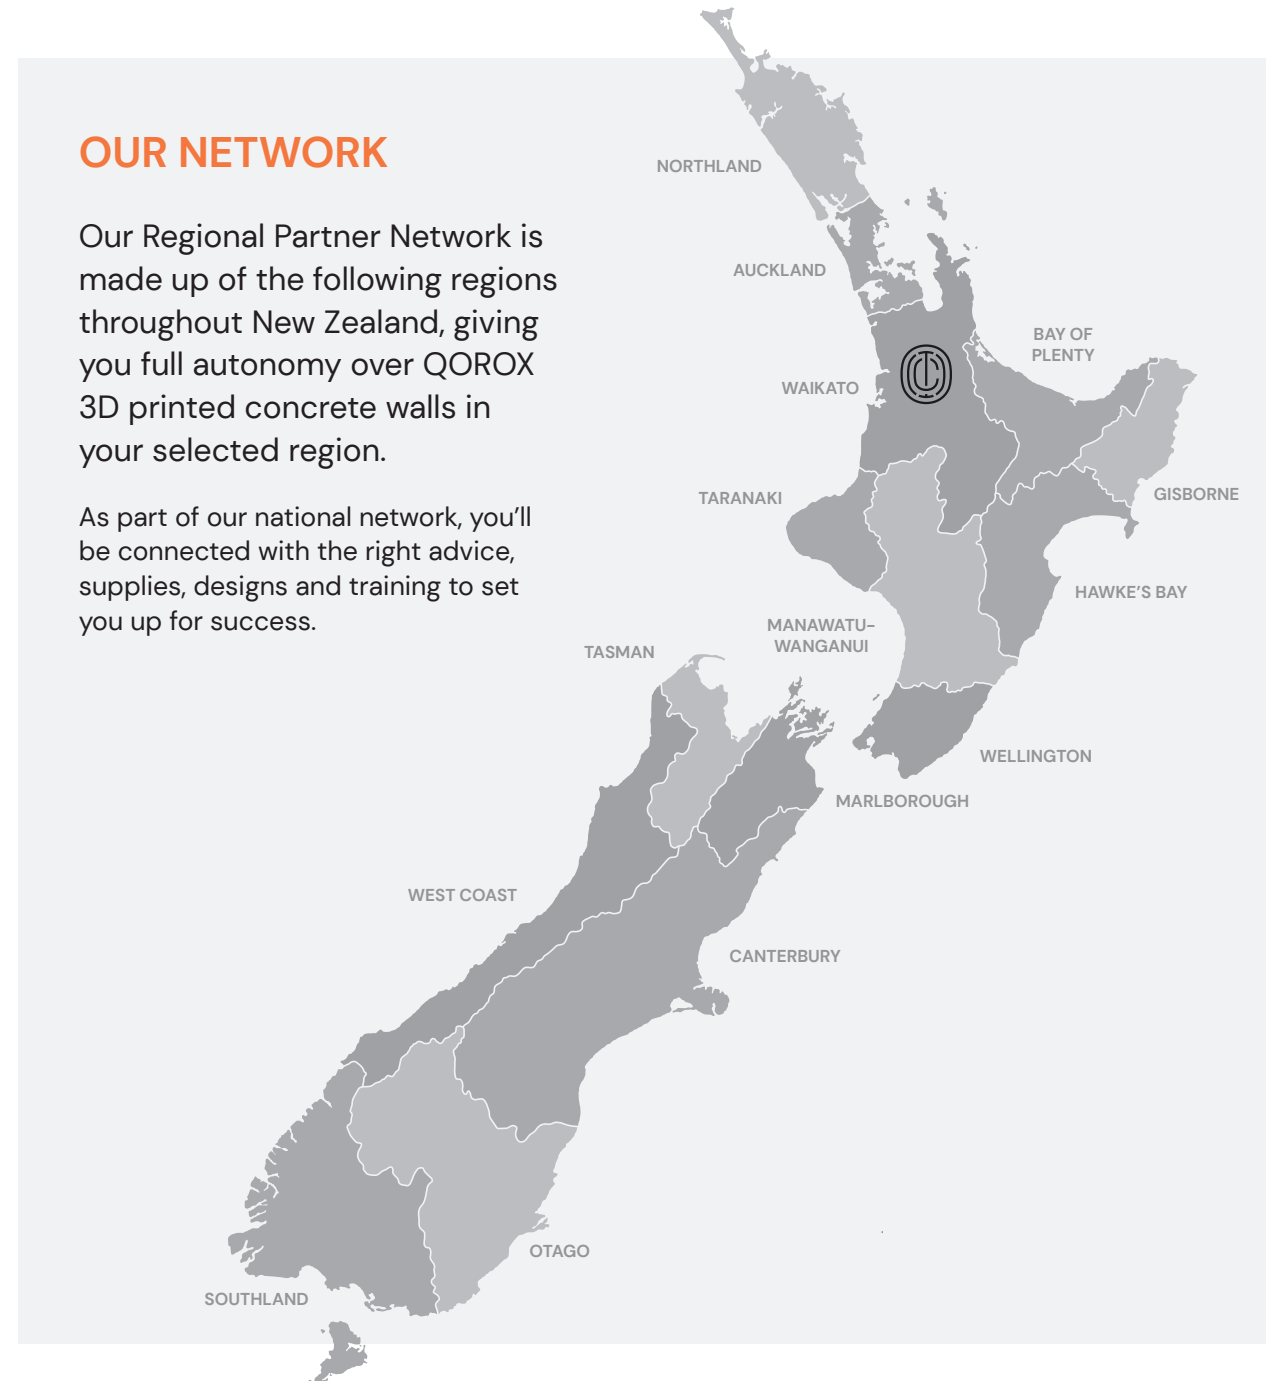 OUR NETWORK
Our Regional Partner Network is
made up of the following regions
throughout New Zealand, giving
you full autonomy over QOROX
3D printed concrete walls in
your selected region.
As part of our national network, you’ll
be connected with the right advice,
supplies, designs and training to set
you up for success.
NORTHLAND
AUCKLAND
BAY OF
PLENTY
WAIKATO
TARANAKI
GISBORNE
HAWKE’S BAY
MANAWATU-
WANGANUI
TASMAN
WELLINGTON
MARLBOROUGH
WEST COAST
CANTERBURY
OTAGO
SOUTHLAND